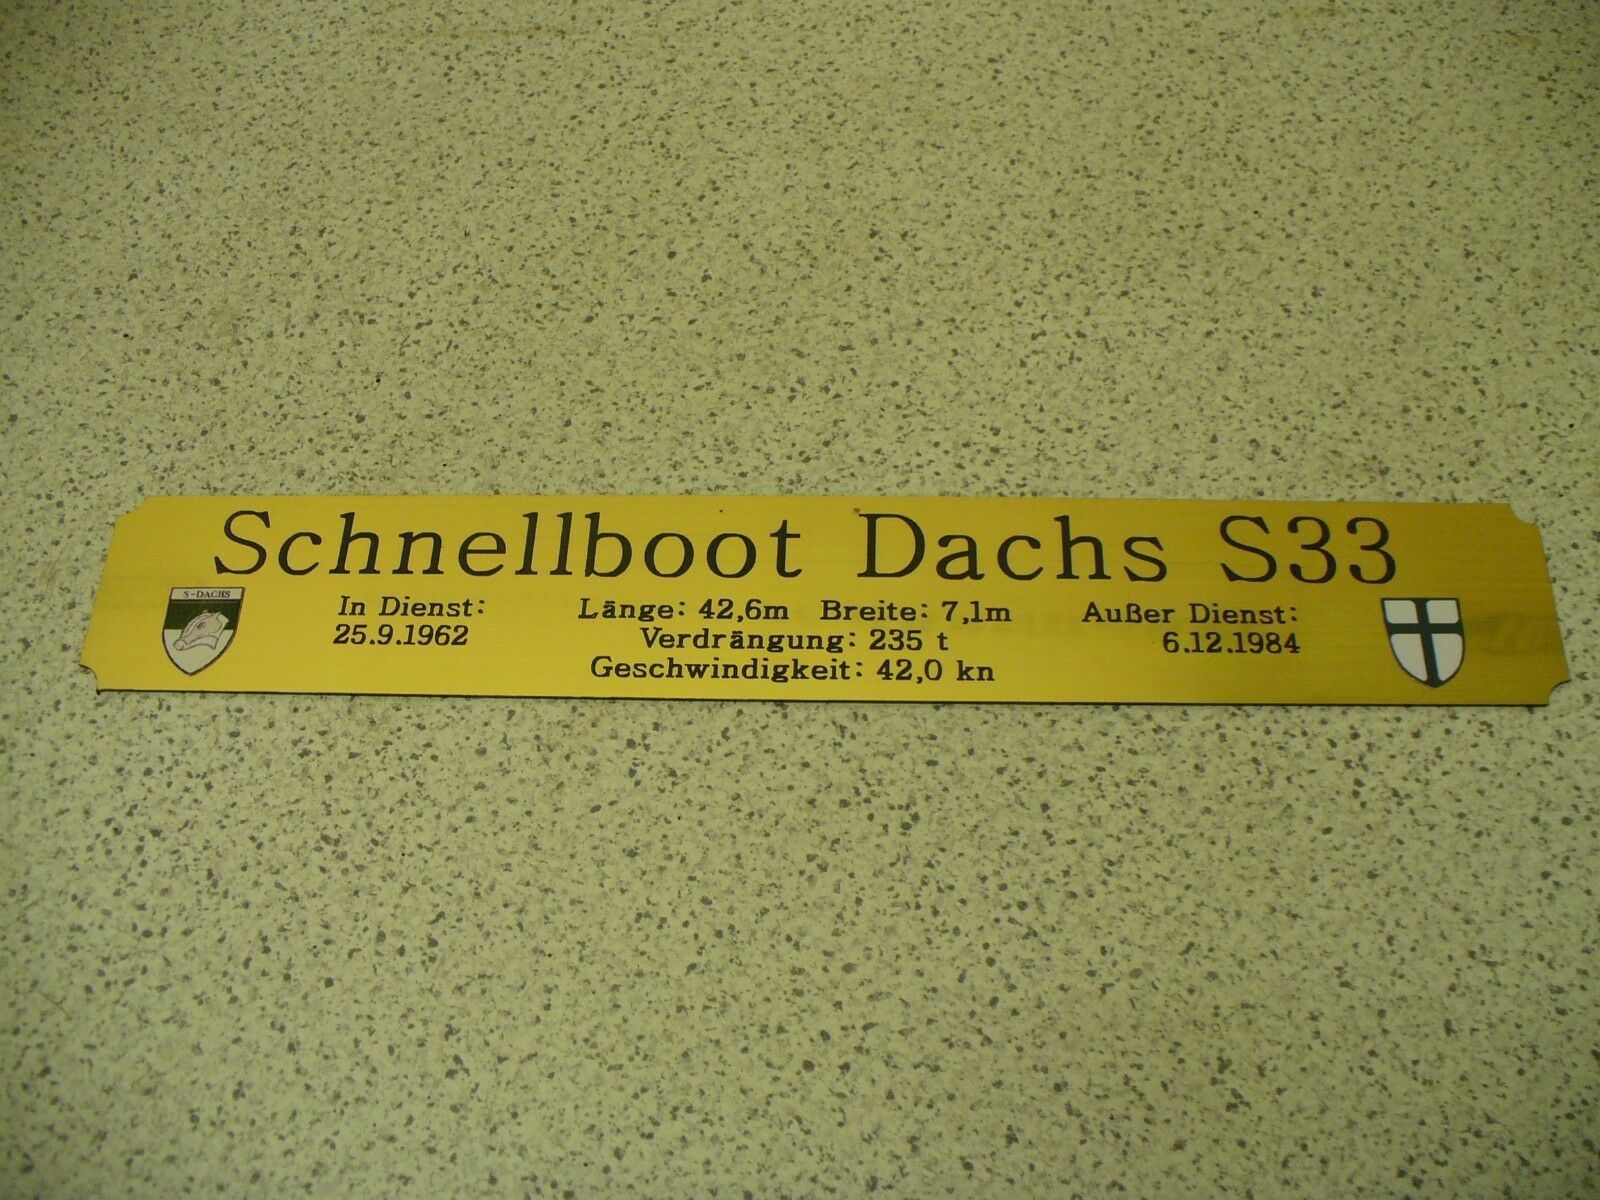 Schnellboot Dachs S33
S-DACHS
In Dienst:
25.9.1962
Länge: 42,6m Breite: 7,1m
Verdrängung: 235 t
Geschwindigkeit: 42,0 kn
Außer Dienst:
6.12.1984